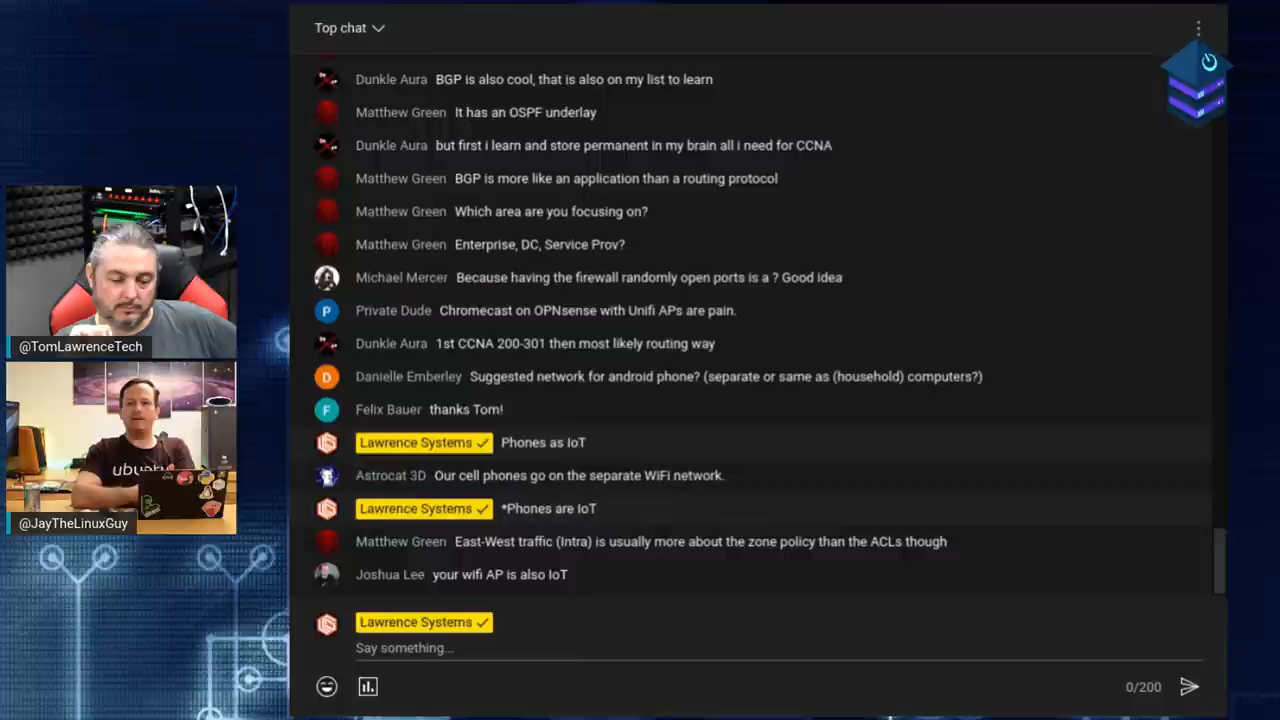 Top chat
Dunkle Aura BGP is also cool, that is also on my list to learn
Matthew Green It has an OSPF underlay
Dunkle Aura but first i learn and store permanent in my brain all i need for CCNA
Matthew Green BGP is more like an application than a routing protocol
Matthew Green Which area are you focusing on?
Matthew Green Enterprise, DC, Service Prov?
Michael Mercer Because having the firewall randomly open ports is a ? Good idea
P Private Dude Chromecast on OPNsense with Unifi APs are pain.
Dunkle Aura 1st CCNA 200-301 then most likely routing way
D Danielle Emberley Suggested network for android phone? (separate or same as (household) computers?)
F Felix Bauer thanks Tom!
Lawrence Systems Phones as IoT
Astrocat 3D Our cell phones go on the separate WiFi network.
Lawrence Systems *Phones are IoT
Matthew Green East-West traffic (Intra) is usually more about the zone policy than the ACLs though
Joshua Lee your wifi AP is also IoT
Lawrence Systems
Say something...
0/200
@TomLawrenceTech
ubuntu
@JayTheLinuxGuy